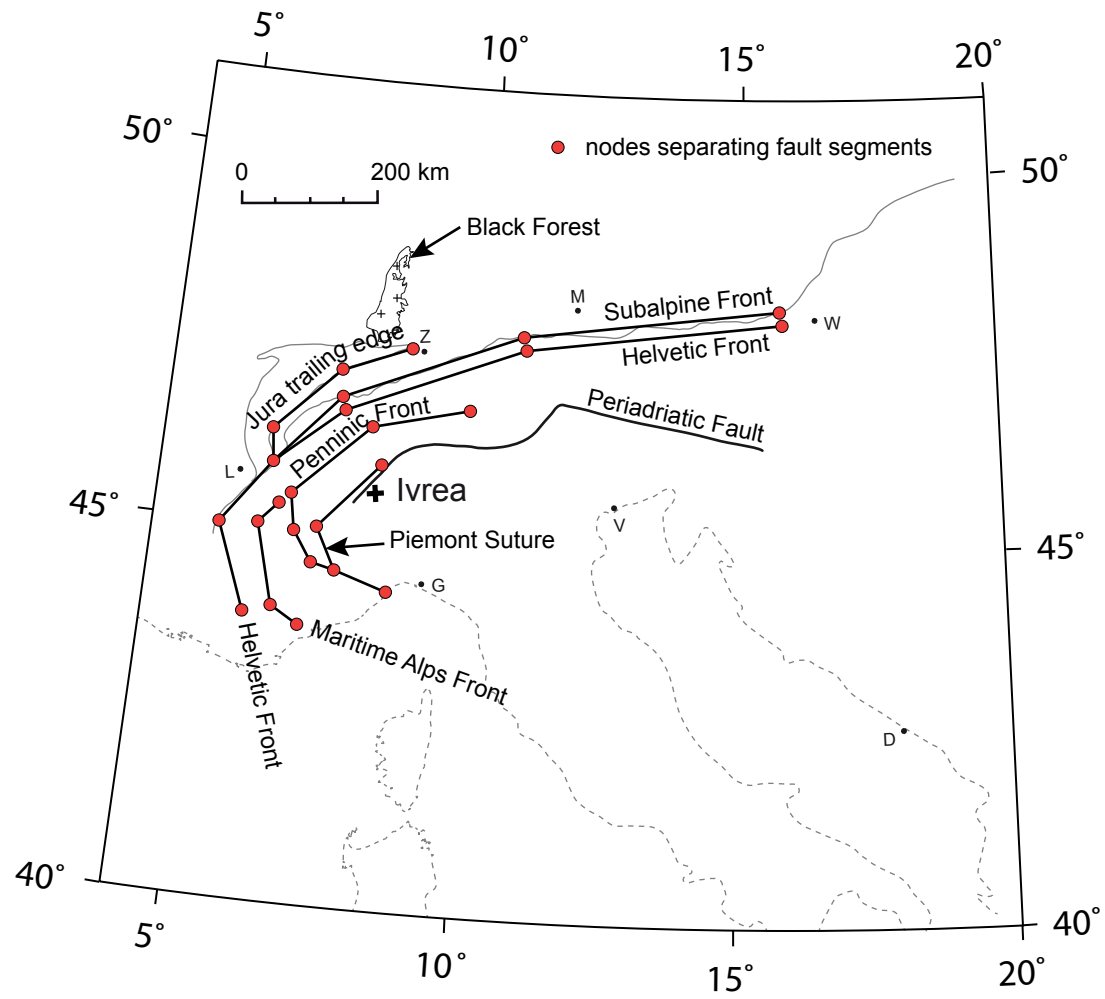 5°
10°
15°
20°
50°
nodes separating fault segments
50°
0
200 km
Black Forest
M
Subalpine Front
W
Z
Jura trailing edge
Helvetic Front
Penninic Front
Periadriatic Fault
L
45°
Ivrea
V
45°
Piemont Suture
G
Maritime Alps Front
Helvetic Front
D
40°
40°
5°
10°
15°
20°